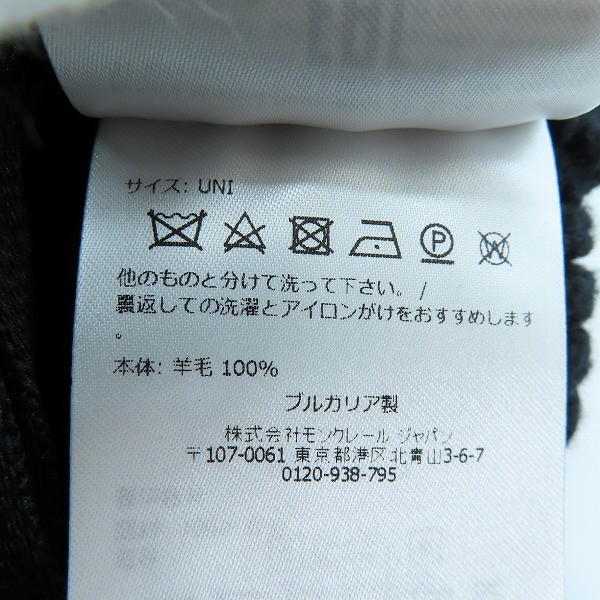 サイズ: UNI
P W
他のものと分けて洗って下さい。 /
裏返しての洗濯とアイロンがけをおすすめします
。
本体: 羊毛 100%
ブルガリア製
株式会社モンクレール ジャパン
〒107-0061 東京都港区北青山3-6-7
0120-938-795